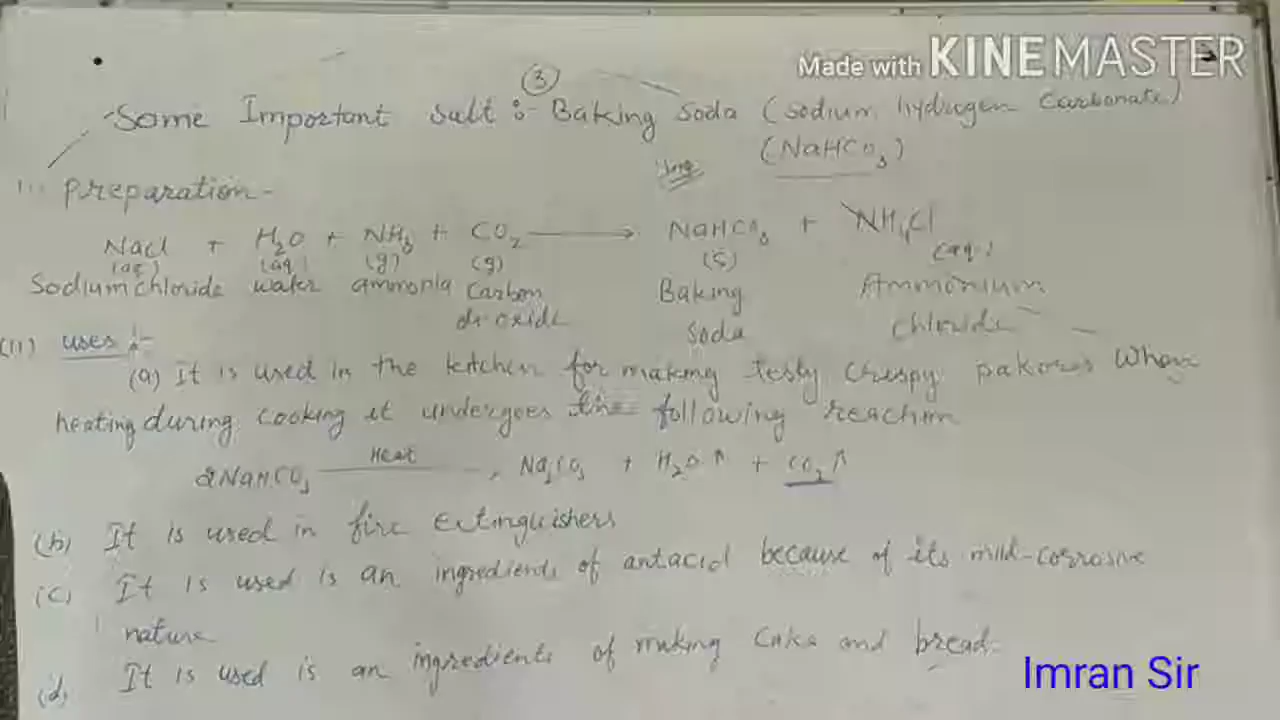 Made with KINEMASTER
(3)
Some Important Salt :- Baking Soda (Sodium hydrogen Carbonate)
(NaHCO3)
Imp
(i) Preparation -
NaCl + H2O + NH3 + CO2 → NaHCO3 + NH4Cl
(aq) (aq) (g) (g) (s) (aq.)
Sodium chloride water ammonia Carbon Baking Ammonium
di-oxide Soda Chloride
(ii) uses :-
(a) It is used in the kitchen for making testy crispy pakoras When
heating during cooking it undergoes the following reaction
Heat
2NaHCO3 → Na2CO3 + H2O ↑ + CO2 ↑
(b) It is used in fire extinguishers
(c) It is used is an ingredients of antacid because of its mild-corrosive
nature
(d) It is used is an ingredients of making Cake and bread.
Imran Sir